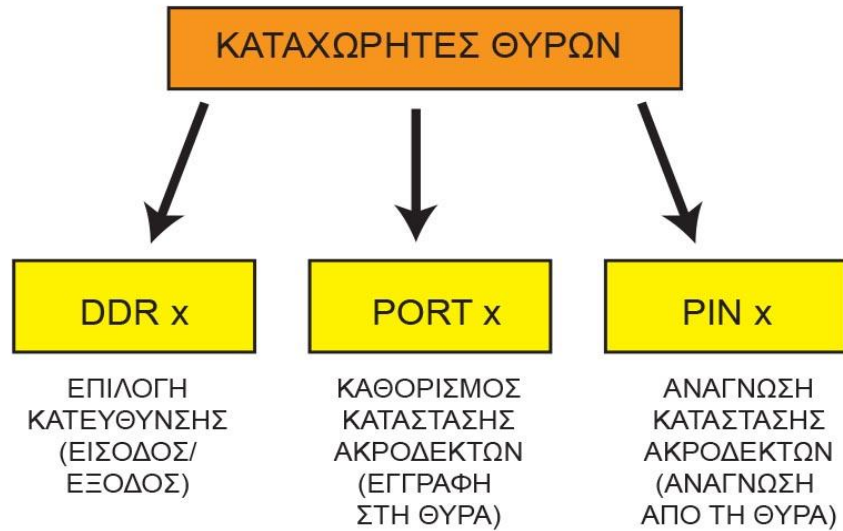 ΚΑΤΑΧΩΡΗΤΕΣ ΘΥΡΩΝ
DDR x
ΕΠΙΛΟΓΗ
ΚΑΤΕΥΘΥΝΣΗΣ
(ΕΙΣΟΔΟΣ/
ΕΞΟΔΟΣ)
PORT x
ΚΑΘΟΡΙΣΜΟΣ
ΚΑΤΑΣΤΑΣΗΣ
ΑΚΡΟΔΕΚΤΩΝ
(ΕΓΓΡΑΦΗ
ΣΤΗ ΘΥΡΑ)
PIN x
ΑΝΑΓΝΩΣΗ
ΚΑΤΑΣΤΑΣΗΣ
ΑΚΡΟΔΕΚΤΩΝ
(ΑΝΑΓΝΩΣΗ
ΑΠΟ ΤΗ ΘΥΡΑ)